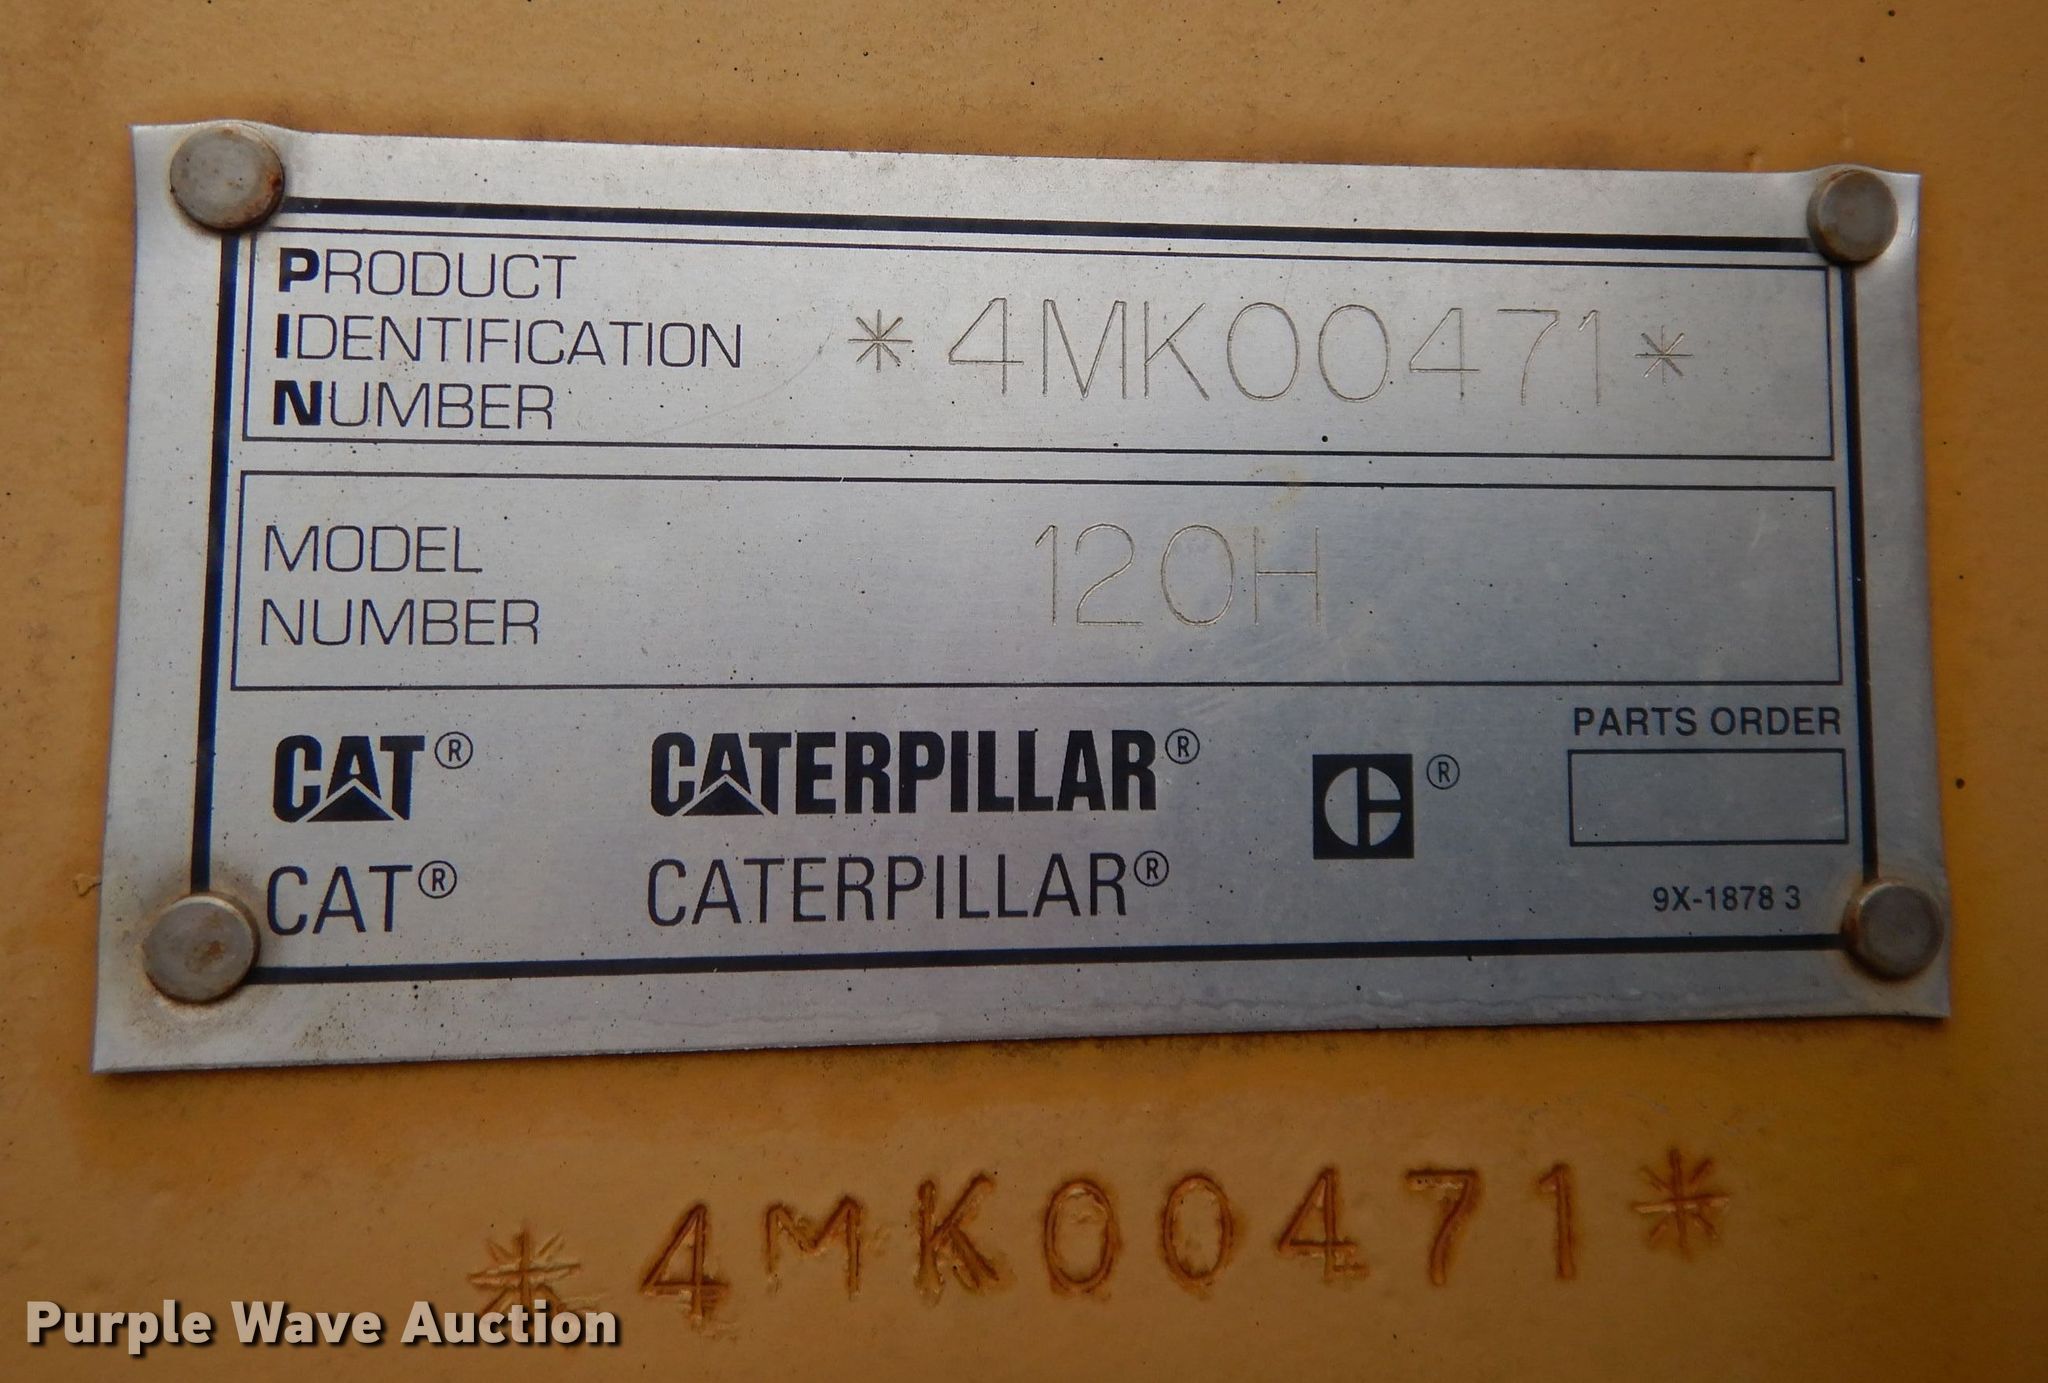 PRODUCT
IDENTIFICATION
NUMBER
*4MK00471*
MODEL
NUMBER
120H
CAT®
CATERPILLAR®
®
PARTS ORDER
CAT®
CATERPILLAR®
9X-1878 3
*4MK00471*
Purple Wave Auction